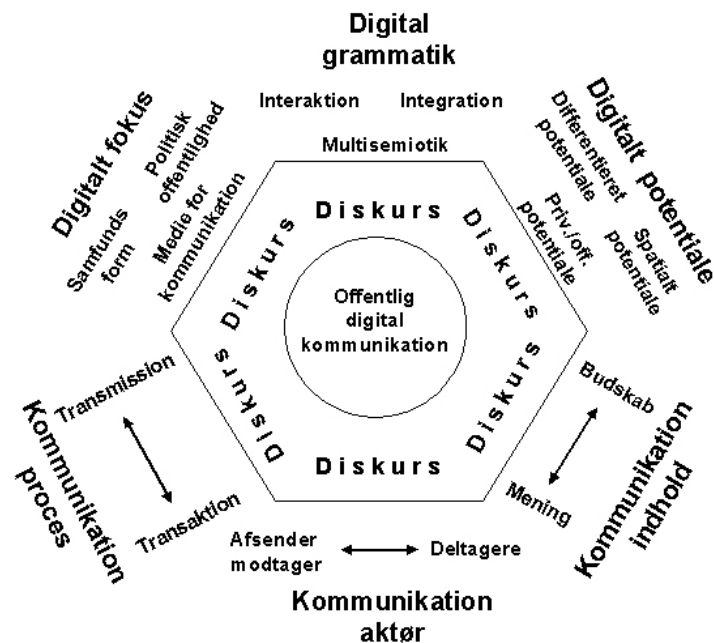 Digital
grammatik
Interaktion
Integration
Multisemiotik
Digitalt fokus
Politisk
offentlighed
Samfunds
form
Medie for
kommunikation
Digitalt potentiale
Differentieret
potentiale
Priv./off.
potentiale
Spatialt
potentiale
Diskurs
Diskurs
Diskurs
Offentlig
digital
kommunikation
Diskurs
Diskurs
Diskurs
Transmission
Transaktion
Kommunikation
proces
Budskab
Mening
Kommunikation
indhold
Afsender
modtager
Deltagere
Kommunikation
aktør